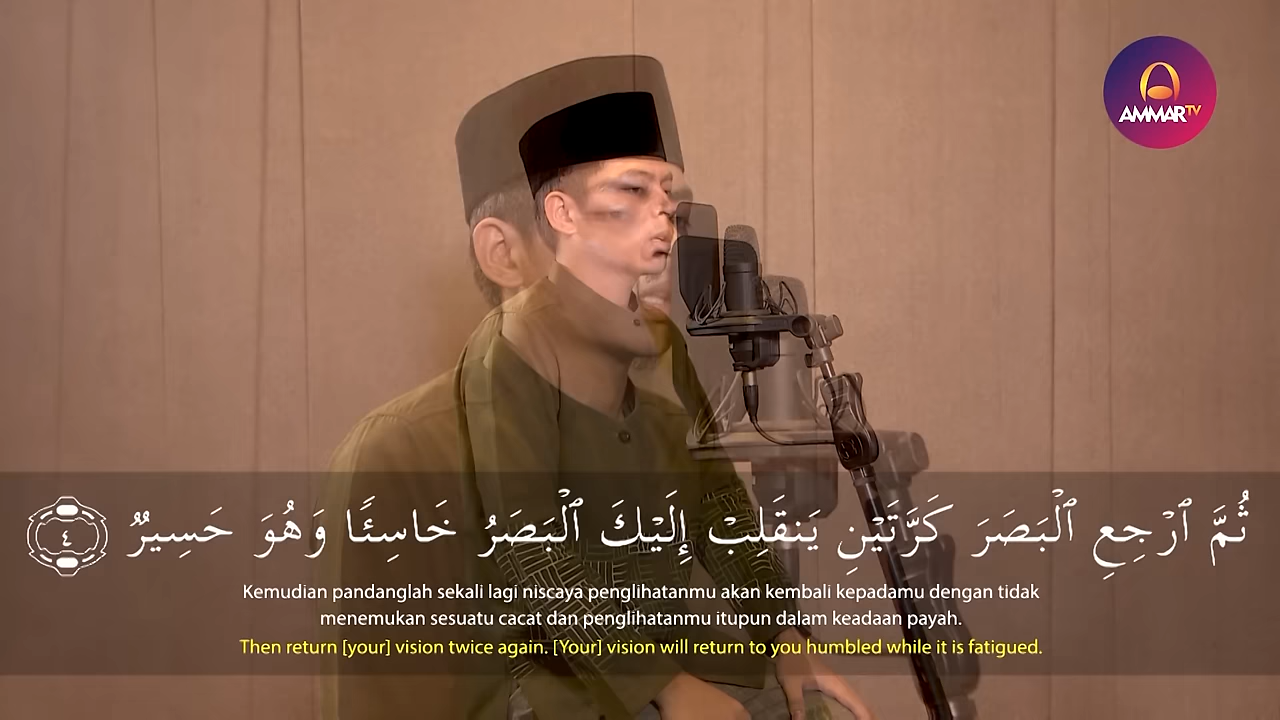 AMMARTV
ثُمَّ ٱرْجِعِ ٱلْبَصَرَ كَرَّتَيْنِ يَنقَلِبْ إِلَيْكَ ٱلْبَصَرُ خَاسِئًا وَهُوَ حَسِيرٌ ٤
Kemudian pandanglah sekali lagi niscaya penglihatanmu akan kembali kepadamu dengan tidak
menemukan sesuatu cacat dan penglihatanmu itupun dalam keadaan payah.
Then return [your] vision twice again. [Your] vision will return to you humbled while it is fatigued.